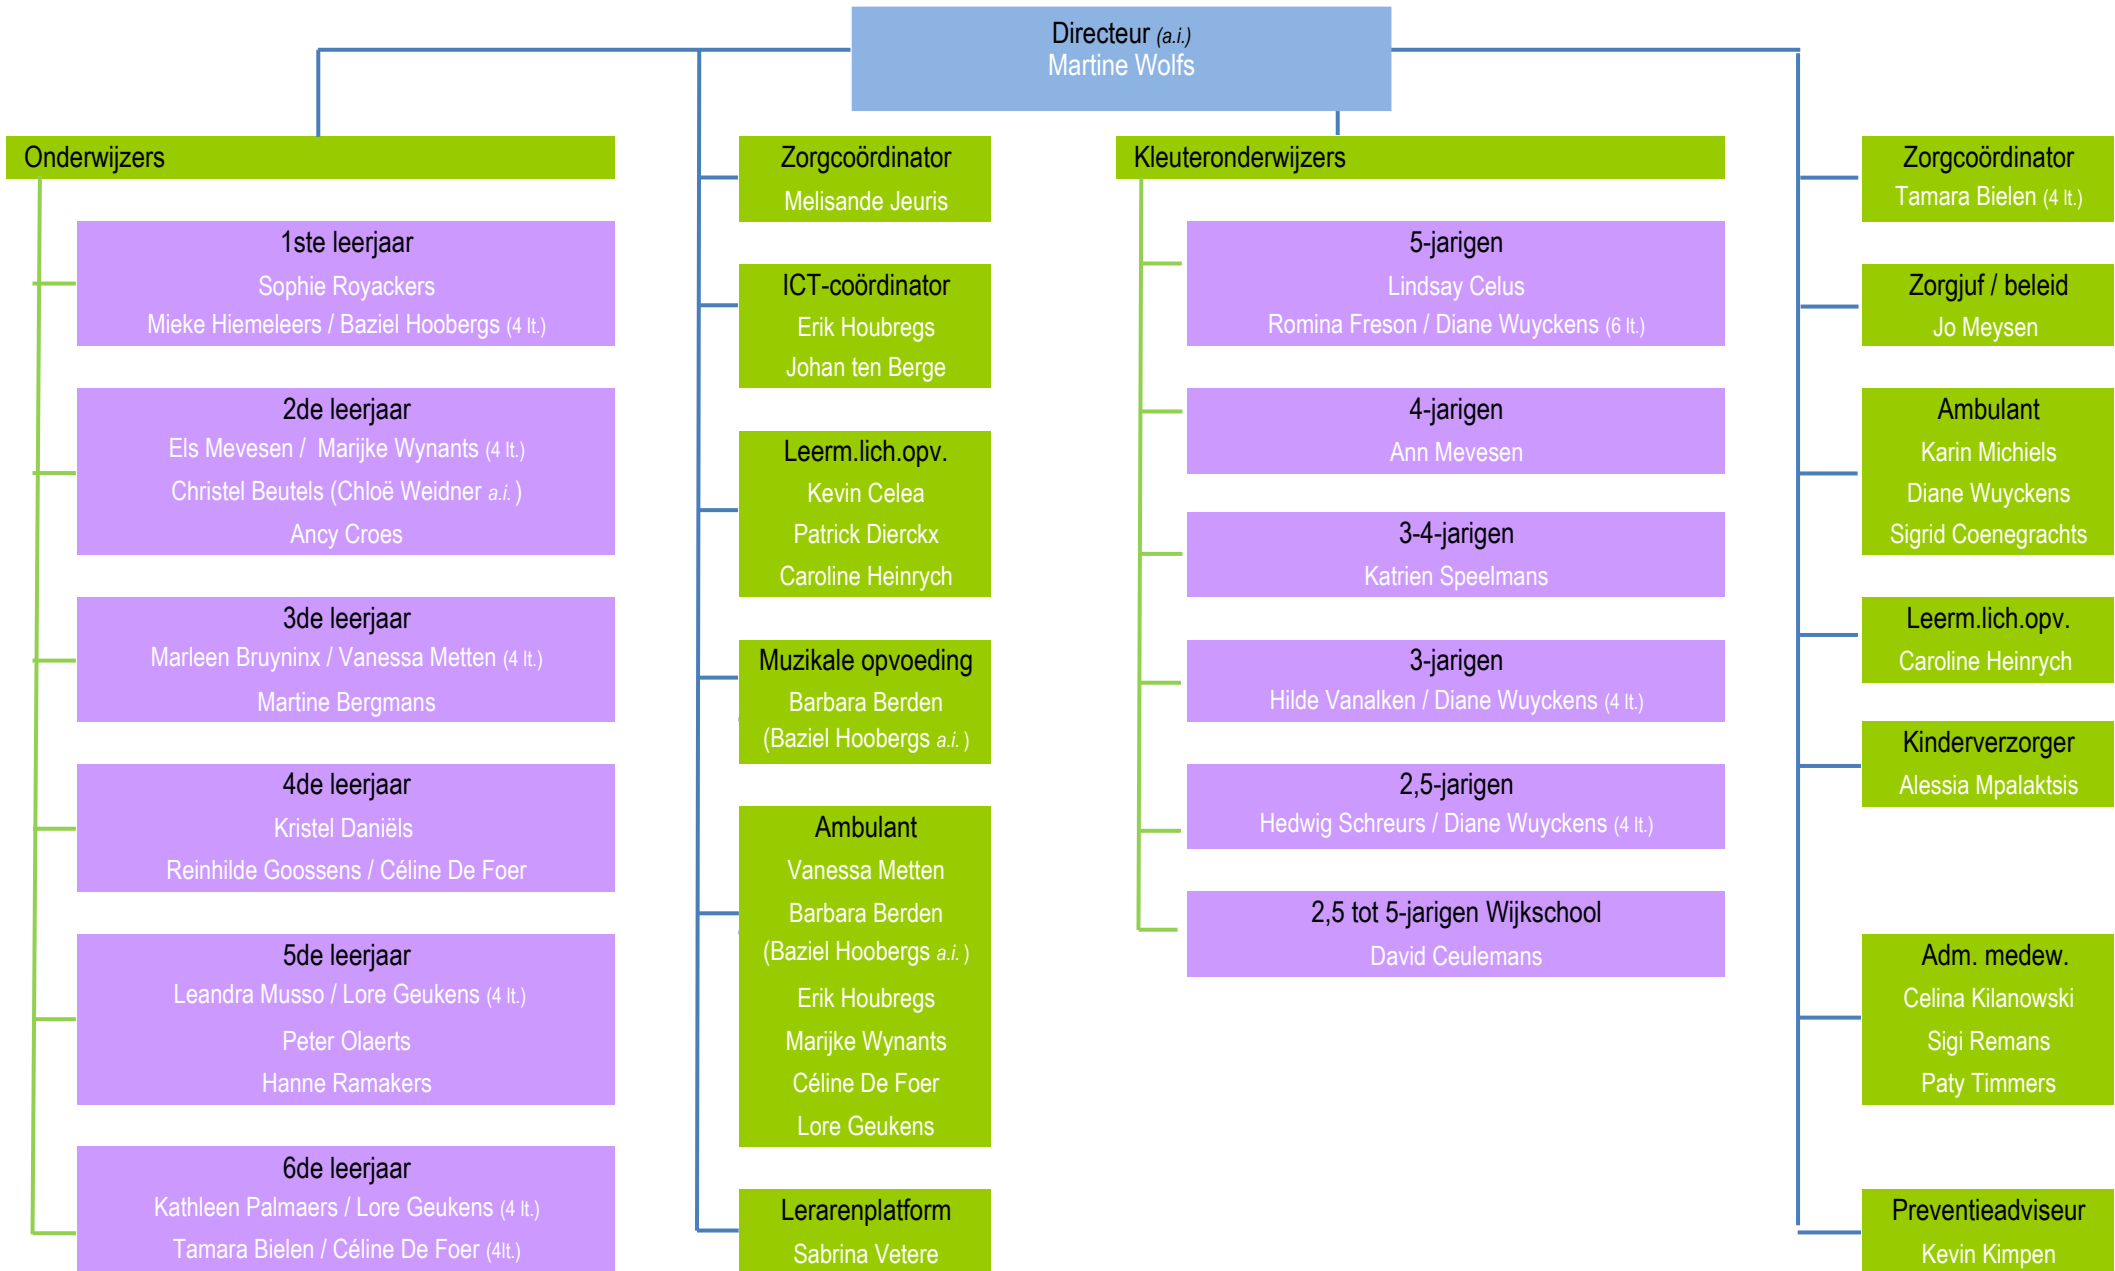 Directeur (a.i.)
Martine Wolfs
Onderwijzers
1ste leerjaar
Sophie Royackers
Mieke Hiemeleers / Baziel Hoobergs (4 lt.)
2de leerjaar
Els Mevesen /  Marijke Wynants (4 lt.)
Christel Beutels (Chloë Weidner a.i. )
Ancy Croes
3de leerjaar
Marleen Bruyninx / Vanessa Metten (4 lt.)
Martine Bergmans
4de leerjaar
Kristel Daniëls
Reinhilde Goossens / Céline De Foer
5de leerjaar
Leandra Musso / Lore Geukens (4 lt.)
Peter Olaerts
Hanne Ramakers
6de leerjaar
Kathleen Palmaers / Lore Geukens (4 lt.)
Tamara Bielen / Céline De Foer (4lt.)
Zorgcoördinator
Melisande Jeuris
ICT-coördinator
Erik Houbregs
Johan ten Berge
Leerm.lich.opv.
Kevin Celea
Patrick Dierckx
Caroline Heinrych
Muzikale opvoeding
Barbara Berden
(Baziel Hoobergs a.i. )
Ambulant
Vanessa Metten
Barbara Berden
(Baziel Hoobergs a.i. )
Erik Houbregs
Marijke Wynants
Céline De Foer
Lore Geukens
Lerarenplatform
Sabrina Vetere
Kleuteronderwijzers
5-jarigen
Lindsay Celus
Romina Freson / Diane Wuyckens (6 lt.)
4-jarigen
Ann Mevesen
3-4-jarigen
Katrien Speelmans
3-jarigen
Hilde Vanalken / Diane Wuyckens (4 lt.)
2,5-jarigen
Hedwig Schreurs / Diane Wuyckens (4 lt.)
2,5 tot 5-jarigen Wijkschool
David Ceulemans
Zorgcoördinator
Tamara Bielen (4 lt.)
Zorgjuf / beleid
Jo Meysen
Ambulant
Karin Michiels
Diane Wuyckens
Sigrid Coenegrachts
Leerm.lich.opv.
Caroline Heinrych
Kinderverzorger
Alessia Mpalaktsis
Adm. medew.
Celina Kilanowski
Sigi Remans
Paty Timmers
Preventieadviseur
Kevin Kimpen